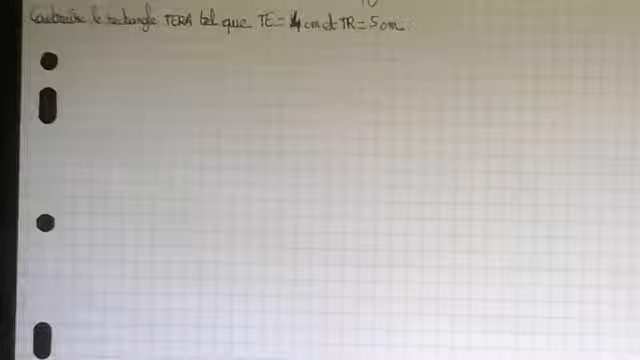 Construire le rectangle TERA tel que TE = 4 cm et TR = 5 cm.